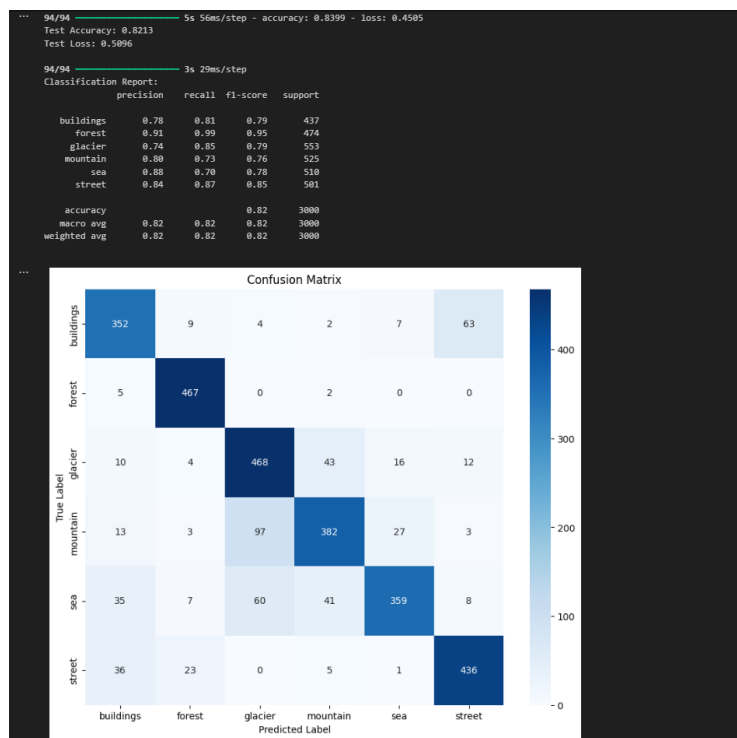 ... 94/94 ━━━━━━━━━━━━━━━━━━━━ 5s 56ms/step - accuracy: 0.8399 - loss: 0.4505
Test Accuracy: 0.8213
Test Loss: 0.5096
94/94 ━━━━━━━━━━━━━━━━━━━━ 3s 29ms/step
Classification Report:
precision recall f1-score support
buildings 0.78 0.81 0.79 437
forest 0.91 0.99 0.95 474
glacier 0.74 0.85 0.79 553
mountain 0.80 0.73 0.76 525
sea 0.88 0.70 0.78 510
street 0.84 0.87 0.85 501
accuracy 0.82 3000
macro avg 0.82 0.82 0.82 3000
weighted avg 0.82 0.82 0.82 3000
...
Confusion Matrix
buildings 352 9 4 2 7 63
forest 5 467 0 2 0 0
glacier 10 4 468 43 16 12
mountain 13 3 97 382 27 3
sea 35 7 60 41 359 8
street 36 23 0 5 1 436
True Label
buildings forest glacier mountain sea street
Predicted Label
400
300
200
100
0